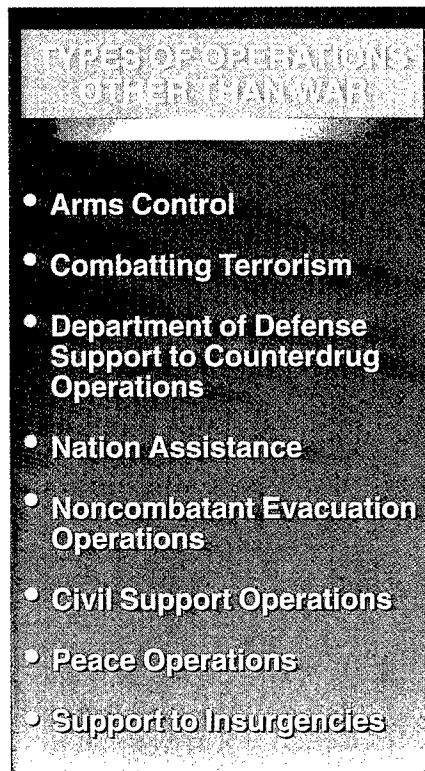 TYPES OF OPERATIONS
OTHER THAN WAR
• Arms Control
• Combatting Terrorism
• Department of Defense
Support to Counterdrug
Operations
• Nation Assistance
• Noncombatant Evacuation
Operations
• Civil Support Operations
• Peace Operations
• Support to Insurgencies